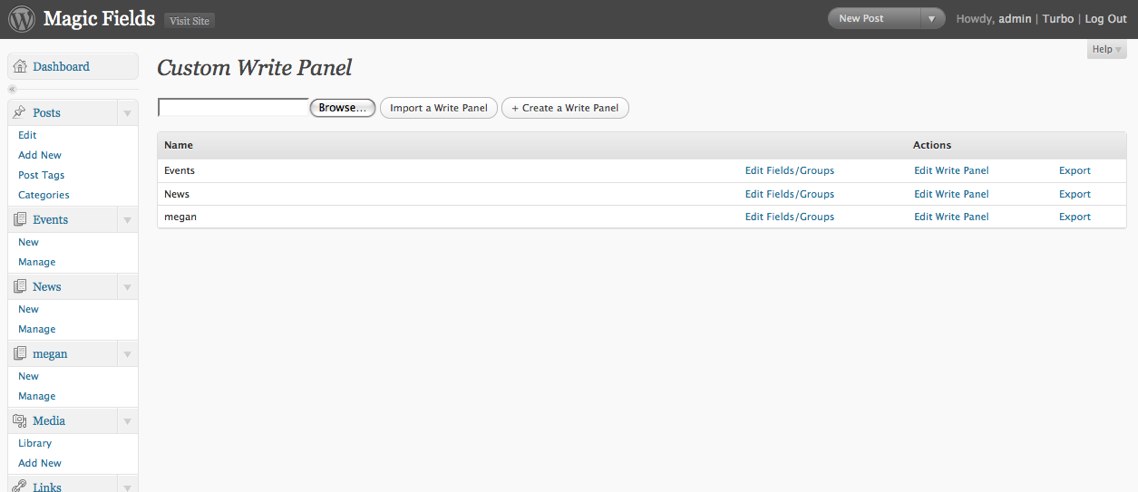 Magic Fields Visit Site New Post Howdy, admin | Turbo | Log Out
Help
Dashboard
Custom Write Panel
Browse... Import a Write Panel + Create a Write Panel
Posts
Edit
Add New
Post Tags
Categories
Events
New
Manage
News
New
Manage
megan
New
Manage
Media
Library
Add New
Links
Name Actions
Events Edit Fields/Groups Edit Write Panel Export
News Edit Fields/Groups Edit Write Panel Export
megan Edit Fields/Groups Edit Write Panel Export